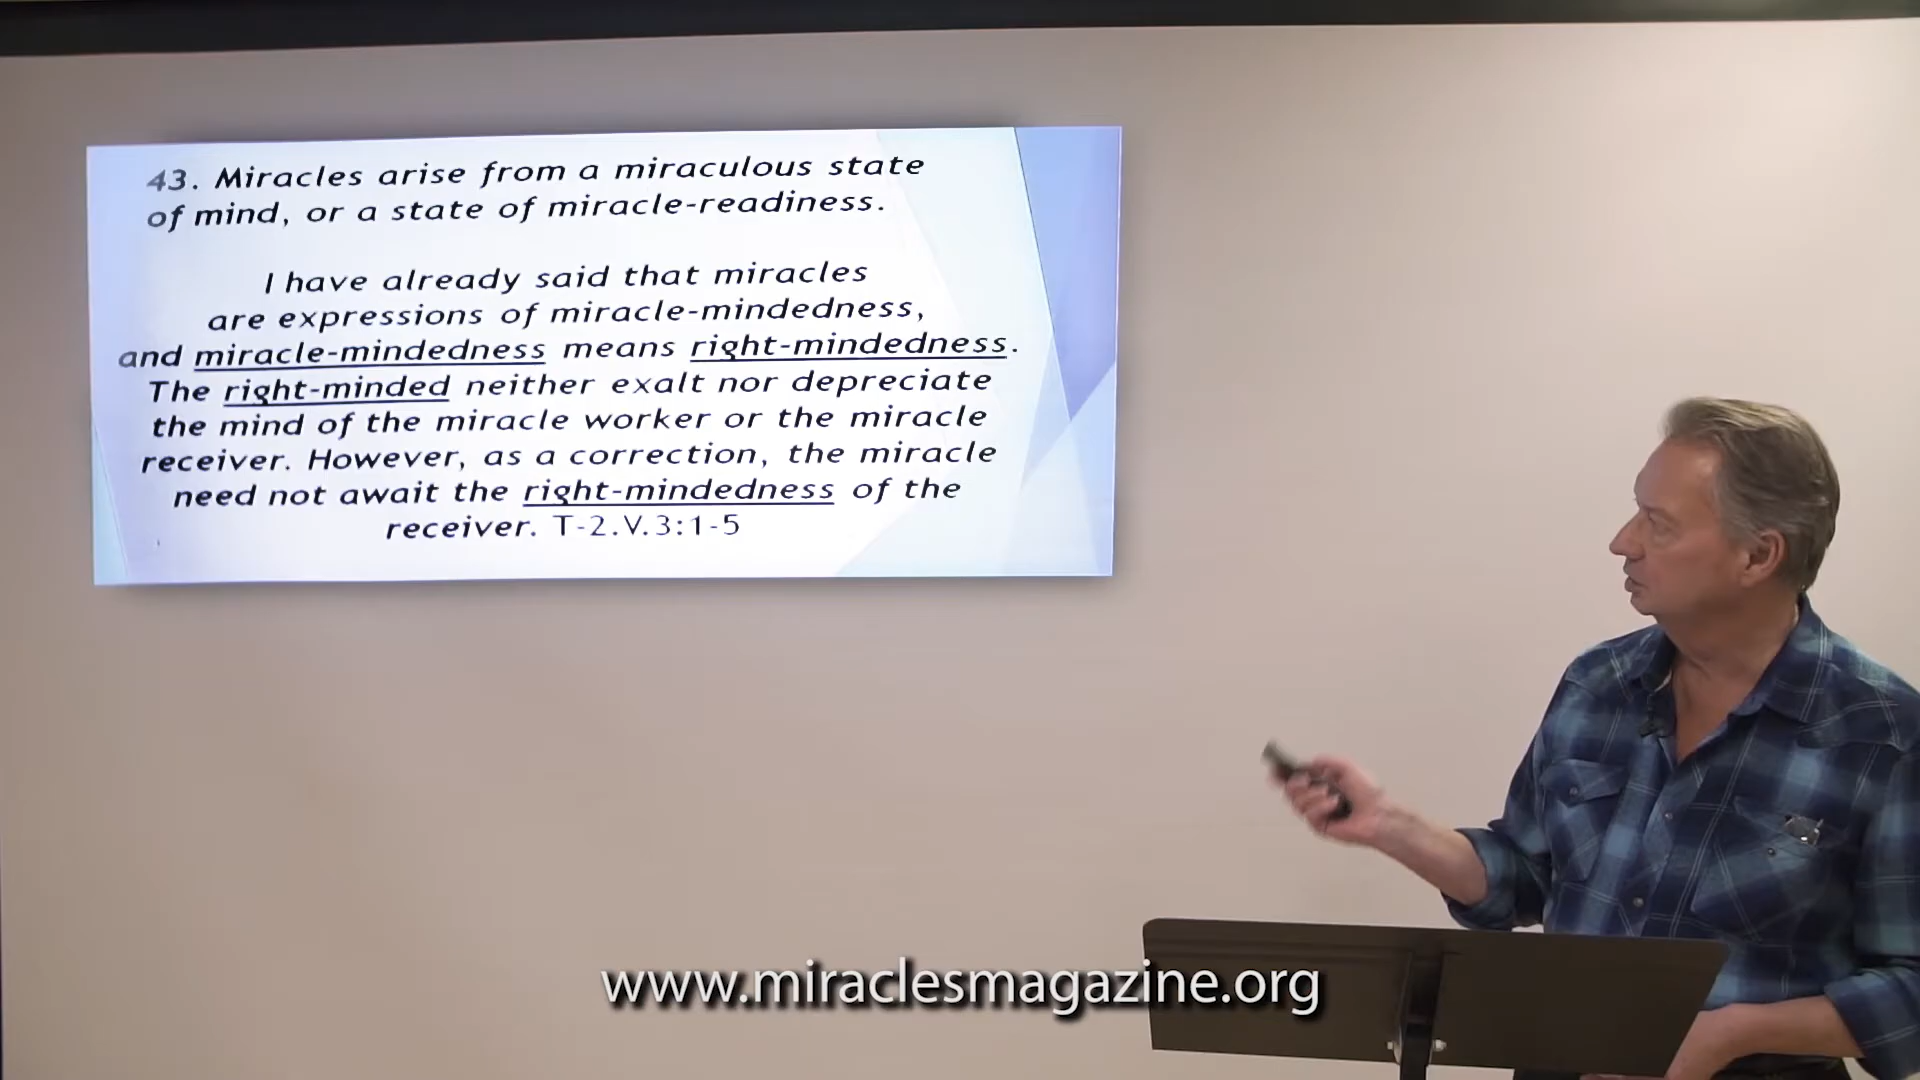 43. Miracles arise from a miraculous state
of mind, or a state of miracle-readiness.
I have already said that miracles
are expressions of miracle-mindedness,
and miracle-mindedness means right-mindedness.
The right-minded neither exalt nor depreciate
the mind of the miracle worker or the miracle
receiver. However, as a correction, the miracle
need not await the right-mindedness of the
receiver. T-2.V.3:1-5
www.miraclesmagazine.org